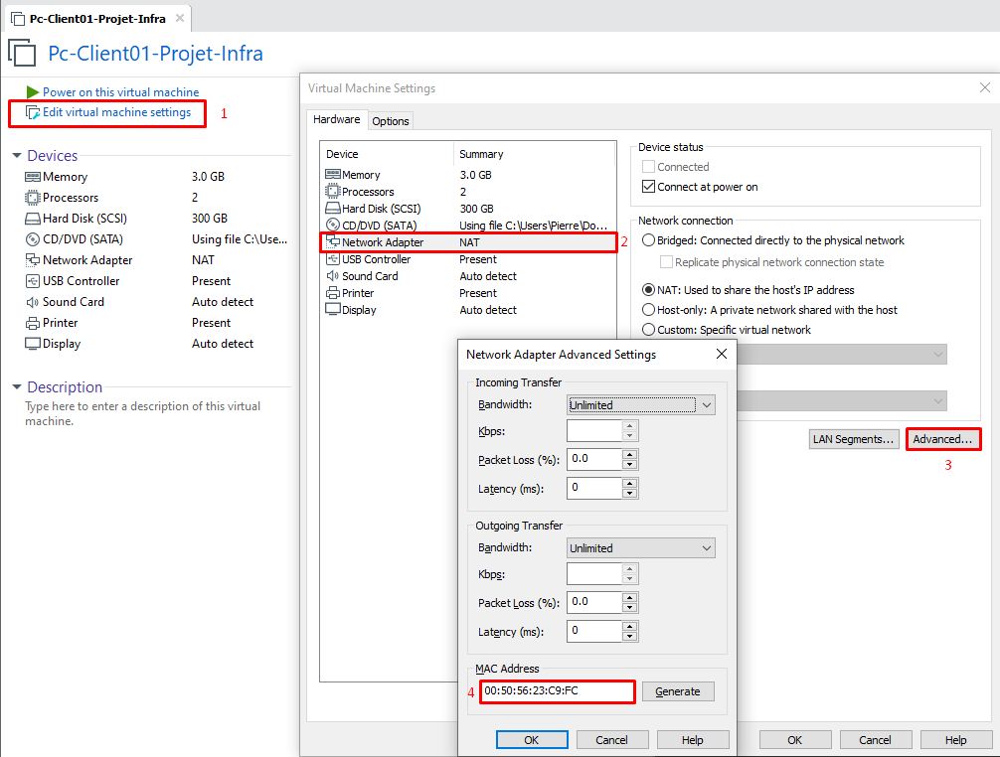 Pc-Client01-Projet-Infra
Pc-Client01-Projet-Infra
Power on this virtual machine
Edit virtual machine settings
1
Devices
Memory 3.0 GB
Processors 2
Hard Disk (SCSI) 300 GB
CD/DVD (SATA) Using file C:\Use...
Network Adapter NAT
USB Controller Present
Sound Card Auto detect
Printer Present
Display Auto detect
Description
Type here to enter a description of this virtual
machine.
Virtual Machine Settings
Hardware Options
Device Summary
Memory 3.0 GB
Processors 2
Hard Disk (SCSI) 300 GB
CD/DVD (SATA) Using file C:\Users\Pierre\Do...
Network Adapter NAT
2
USB Controller Present
Sound Card Auto detect
Printer Present
Display Auto detect
Device status
Connected
Connect at power on
Network connection
Bridged: Connected directly to the physical network
Replicate physical network connection state
NAT: Used to share the host's IP address
Host-only: A private network shared with the host
Custom: Specific virtual network
LAN Segments... Advanced...
3
Network Adapter Advanced Settings
Incoming Transfer
Bandwidth: Unlimited
Kbps:
Packet Loss (%): 0.0
Latency (ms): 0
Outgoing Transfer
Bandwidth: Unlimited
Kbps:
Packet Loss (%): 0.0
Latency (ms): 0
MAC Address
4 00:50:56:23:C9:FC Generate
OK Cancel Help
OK Cancel Help